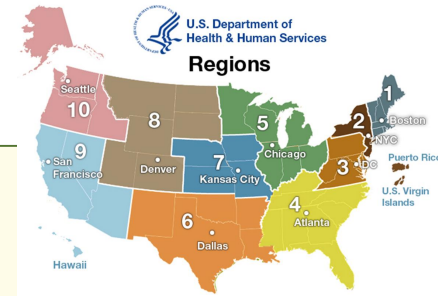 U.S. Department of
Health & Human Services
Regions
Seattle
10
9
San
Francisco
8
Denver
7
Kansas City
6
Dallas
5
Chicago
4
Atlanta
3
DC
2
NYC
1
Boston
Puerto Rico
U.S. Virgin
Islands
Hawaii